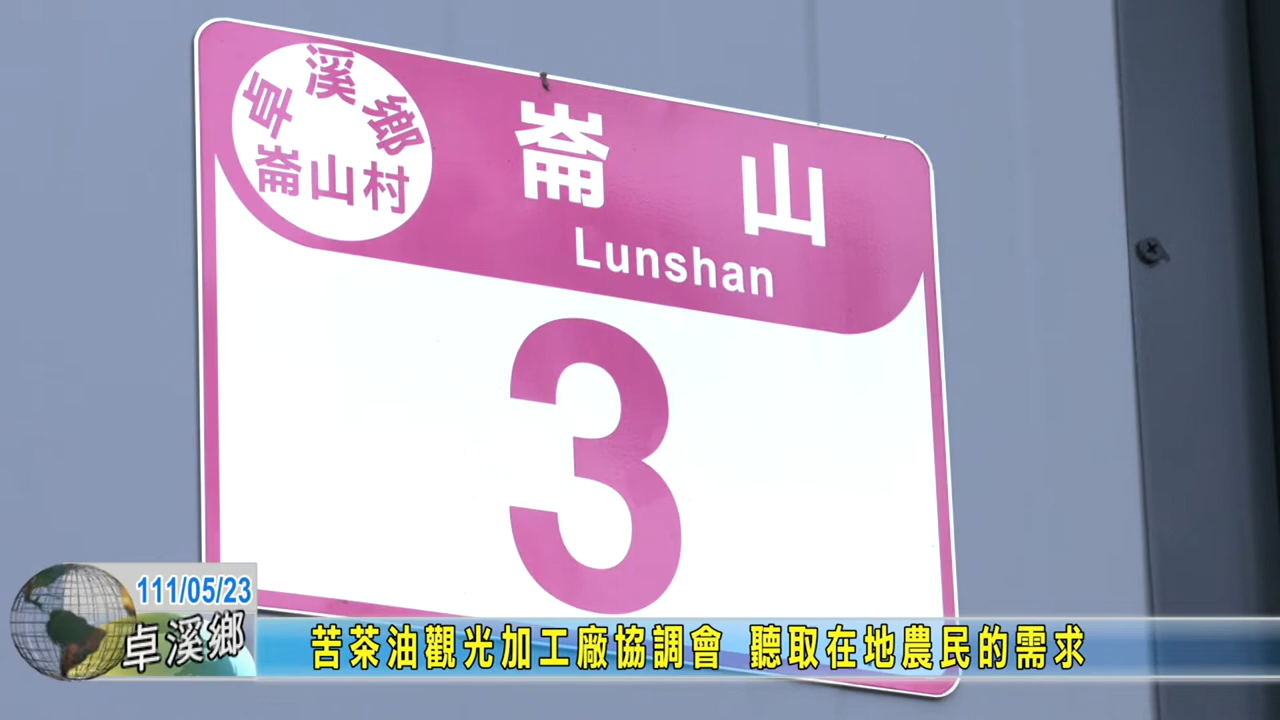 卓溪鄉
崙山村
崙山
Lunshan
3
111/05/23
卓溪鄉
苦茶油觀光加工廠協調會 聽取在地農民的需求